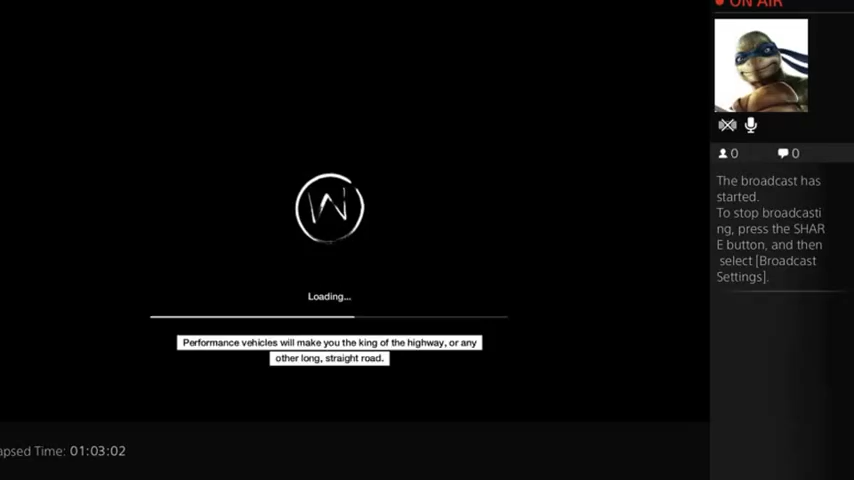 ON AIR
W
0 0
The broadcast has
started.
To stop broadcasti
ng, press the SHAR
E button, and then
select [Broadcast
Settings].
Loading...
Performance vehicles will make you the king of the highway, or any
other long, straight road.
apsed Time: 01:03:02